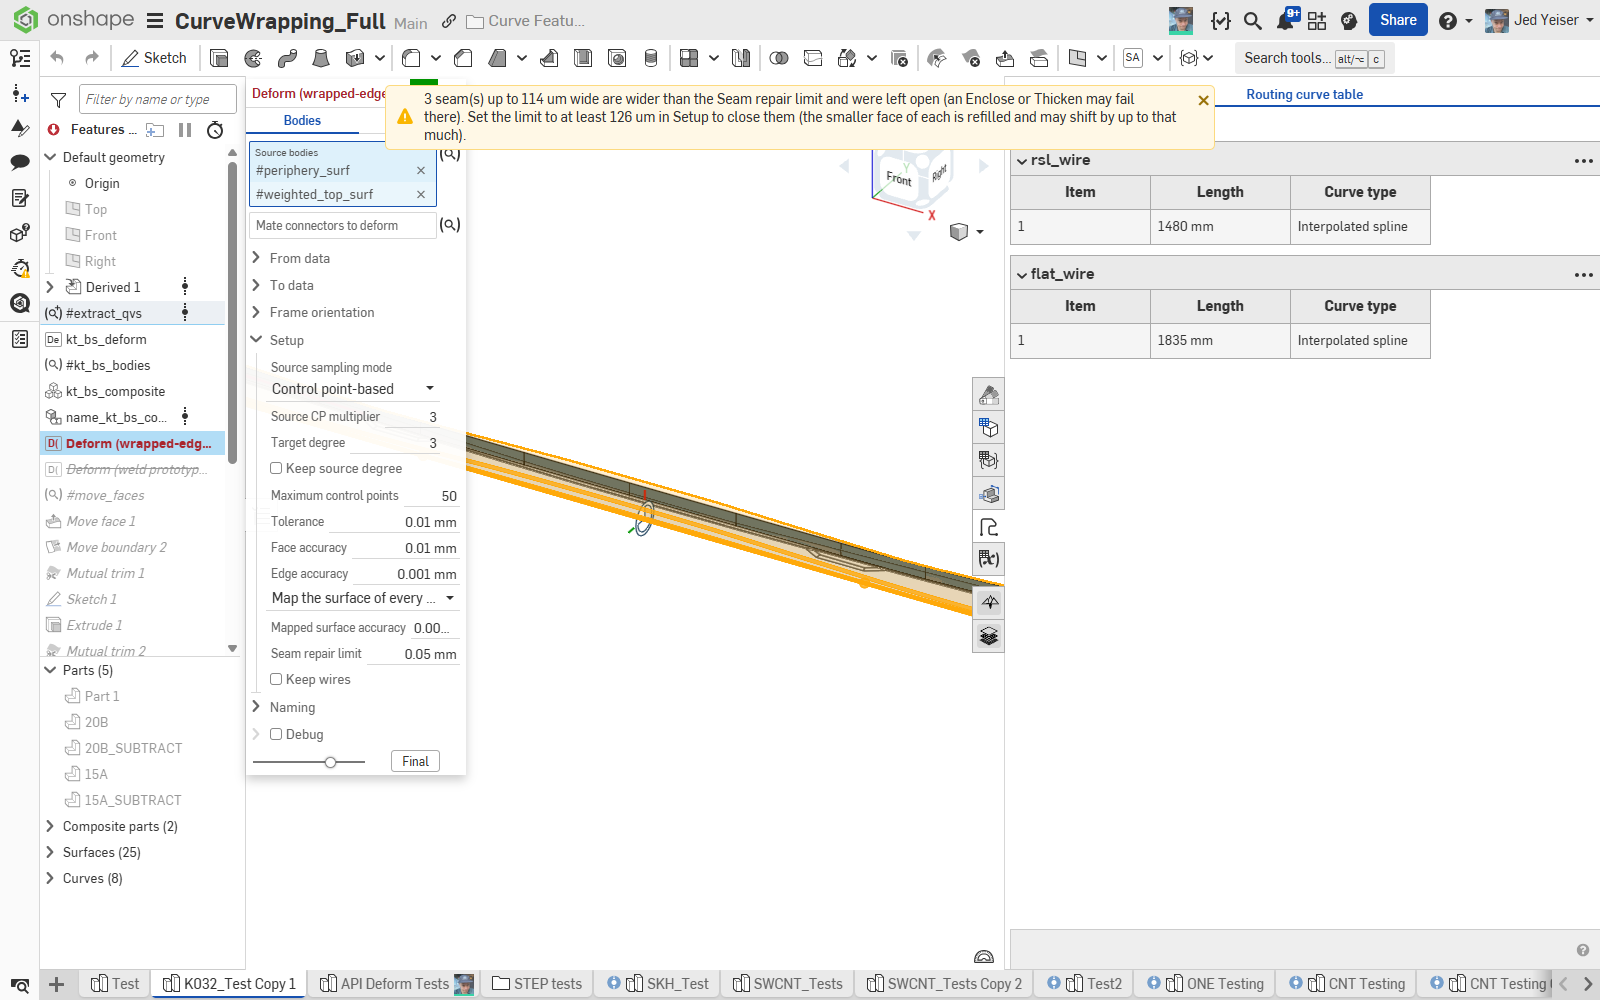 onshape
CurveWrapping_Full
Main
Curve Featu...
9+
Share
Jed Yeiser
Sketch
SA
Search tools...
alt/⌥
c
Filter by name or type
Features ...
Default geometry
Origin
Top
Front
Right
Derived 1
#extract_qvs
De
kt_bs_deform
#kt_bs_bodies
kt_bs_composite
name_kt_bs_co...
D(
Deform (wrapped-edg...
D(
Deform (weld prototyp...
#move_faces
Move face 1
Move boundary 2
Mutual trim 1
Sketch 1
Extrude 1
Mutual trim 2
Parts (5)
Part 1
20B
20B_SUBTRACT
15A
15A_SUBTRACT
Composite parts (2)
Surfaces (25)
Curves (8)
Deform (wrapped-edge
Bodies
Source bodies
#periphery_surf
#weighted_top_surf
Mate connectors to deform
From data
To data
Frame orientation
Setup
Source sampling mode
Control point-based
Source CP multiplier 3
Target degree 3
Keep source degree
Maximum control points 50
Tolerance 0.01 mm
Face accuracy 0.01 mm
Edge accuracy 0.001 mm
Map the surface of every ...
Mapped surface accuracy 0.00...
Seam repair limit 0.05 mm
Keep wires
Naming
Debug
Final
3 seam(s) up to 114 um wide are wider than the Seam repair limit and were left open (an Enclose or Thicken may fail
there). Set the limit to at least 126 um in Setup to close them (the smaller face of each is refilled and may shift by up to that
much).
Front
Right
Y
X
Routing curve table
rsl_wire
Item Length Curve type
1 1480 mm Interpolated spline
flat_wire
Item Length Curve type
1 1835 mm Interpolated spline
Test
K032_Test Copy 1
API Deform Tests
STEP tests
SKH_Test
SWCNT_Tests
SWCNT_Tests Copy 2
Test2
ONE Testing
CNT Testing
CNT Testing